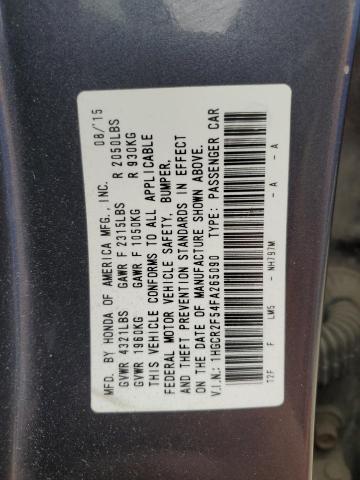 MFD. BY HONDA OF AMERICA MFG., INC. 08/'15
GVWR 4321LBS GAWR F 2315LBS R 2050LBS
GVWR 1960KG GAWR F 1050KG R 930KG
THIS VEHICLE CONFORMS TO ALL APPLICABLE
FEDERAL MOTOR VEHICLE SAFETY, BUMPER,
AND THEFT PREVENTION STANDARDS IN EFFECT
ON THE DATE OF MANUFACTURE SHOWN ABOVE.
V.I.N.: 1HGCR2F54FA265090 TYPE: PASSENGER CAR
T2F F LM5 - NH797M - A - A